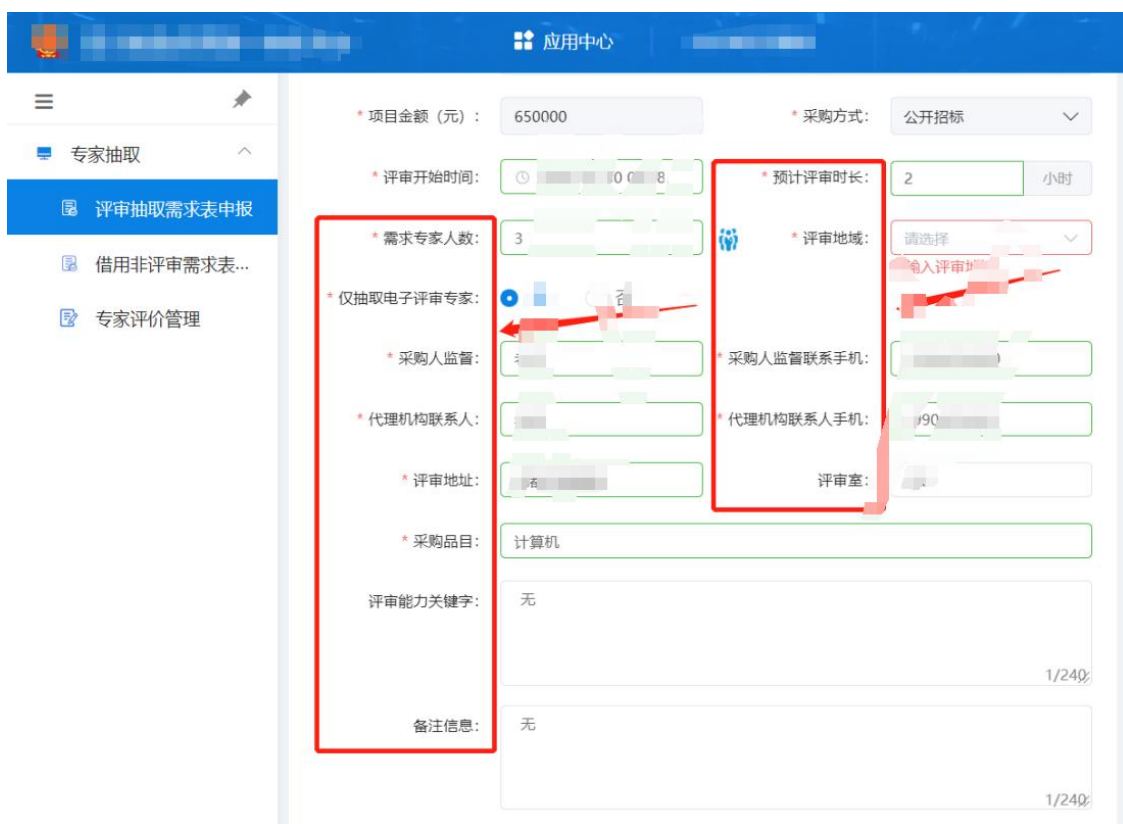 应用中心
专家抽取
评审抽取需求表申报
借用非评审需求表...
专家评价管理
* 项目金额（元）： 650000 * 采购方式： 公开招标
* 评审开始时间： * 预计评审时长： 2 小时
* 需求专家人数： 3 * 评审地域： 请选择
输入评审地
* 仅抽取电子评审专家： 否
* 采购人监督： * 采购人监督联系手机：
* 代理机构联系人： * 代理机构联系人手机： 990
* 评审地址： 评审室：
* 采购品目： 计算机
评审能力关键字： 无
1/240
备注信息： 无
1/240